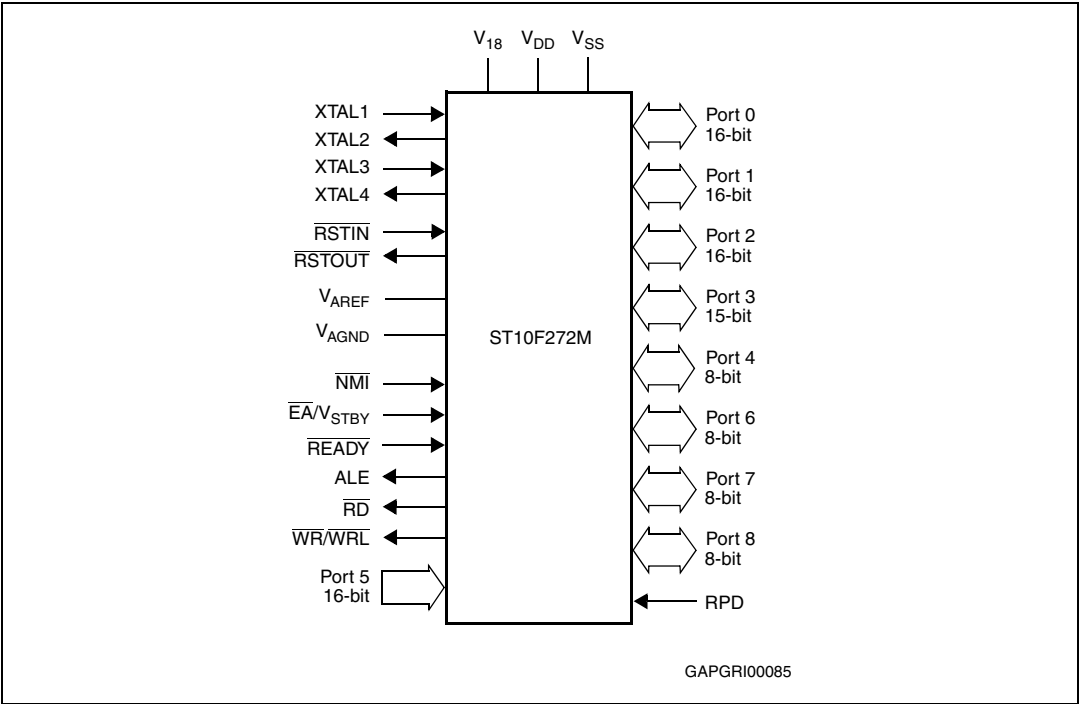 V18 VDD VSS
XTAL1
XTAL2
XTAL3
XTAL4
RSTIN
RSTOUT
VAREF
VAGND
NMI
EA/VSTBY
READY
ALE
RD
WR/WRL
Port 5
16-bit
ST10F272M
Port 0
16-bit
Port 1
16-bit
Port 2
16-bit
Port 3
15-bit
Port 4
8-bit
Port 6
8-bit
Port 7
8-bit
Port 8
8-bit
RPD
GAPGRI00085